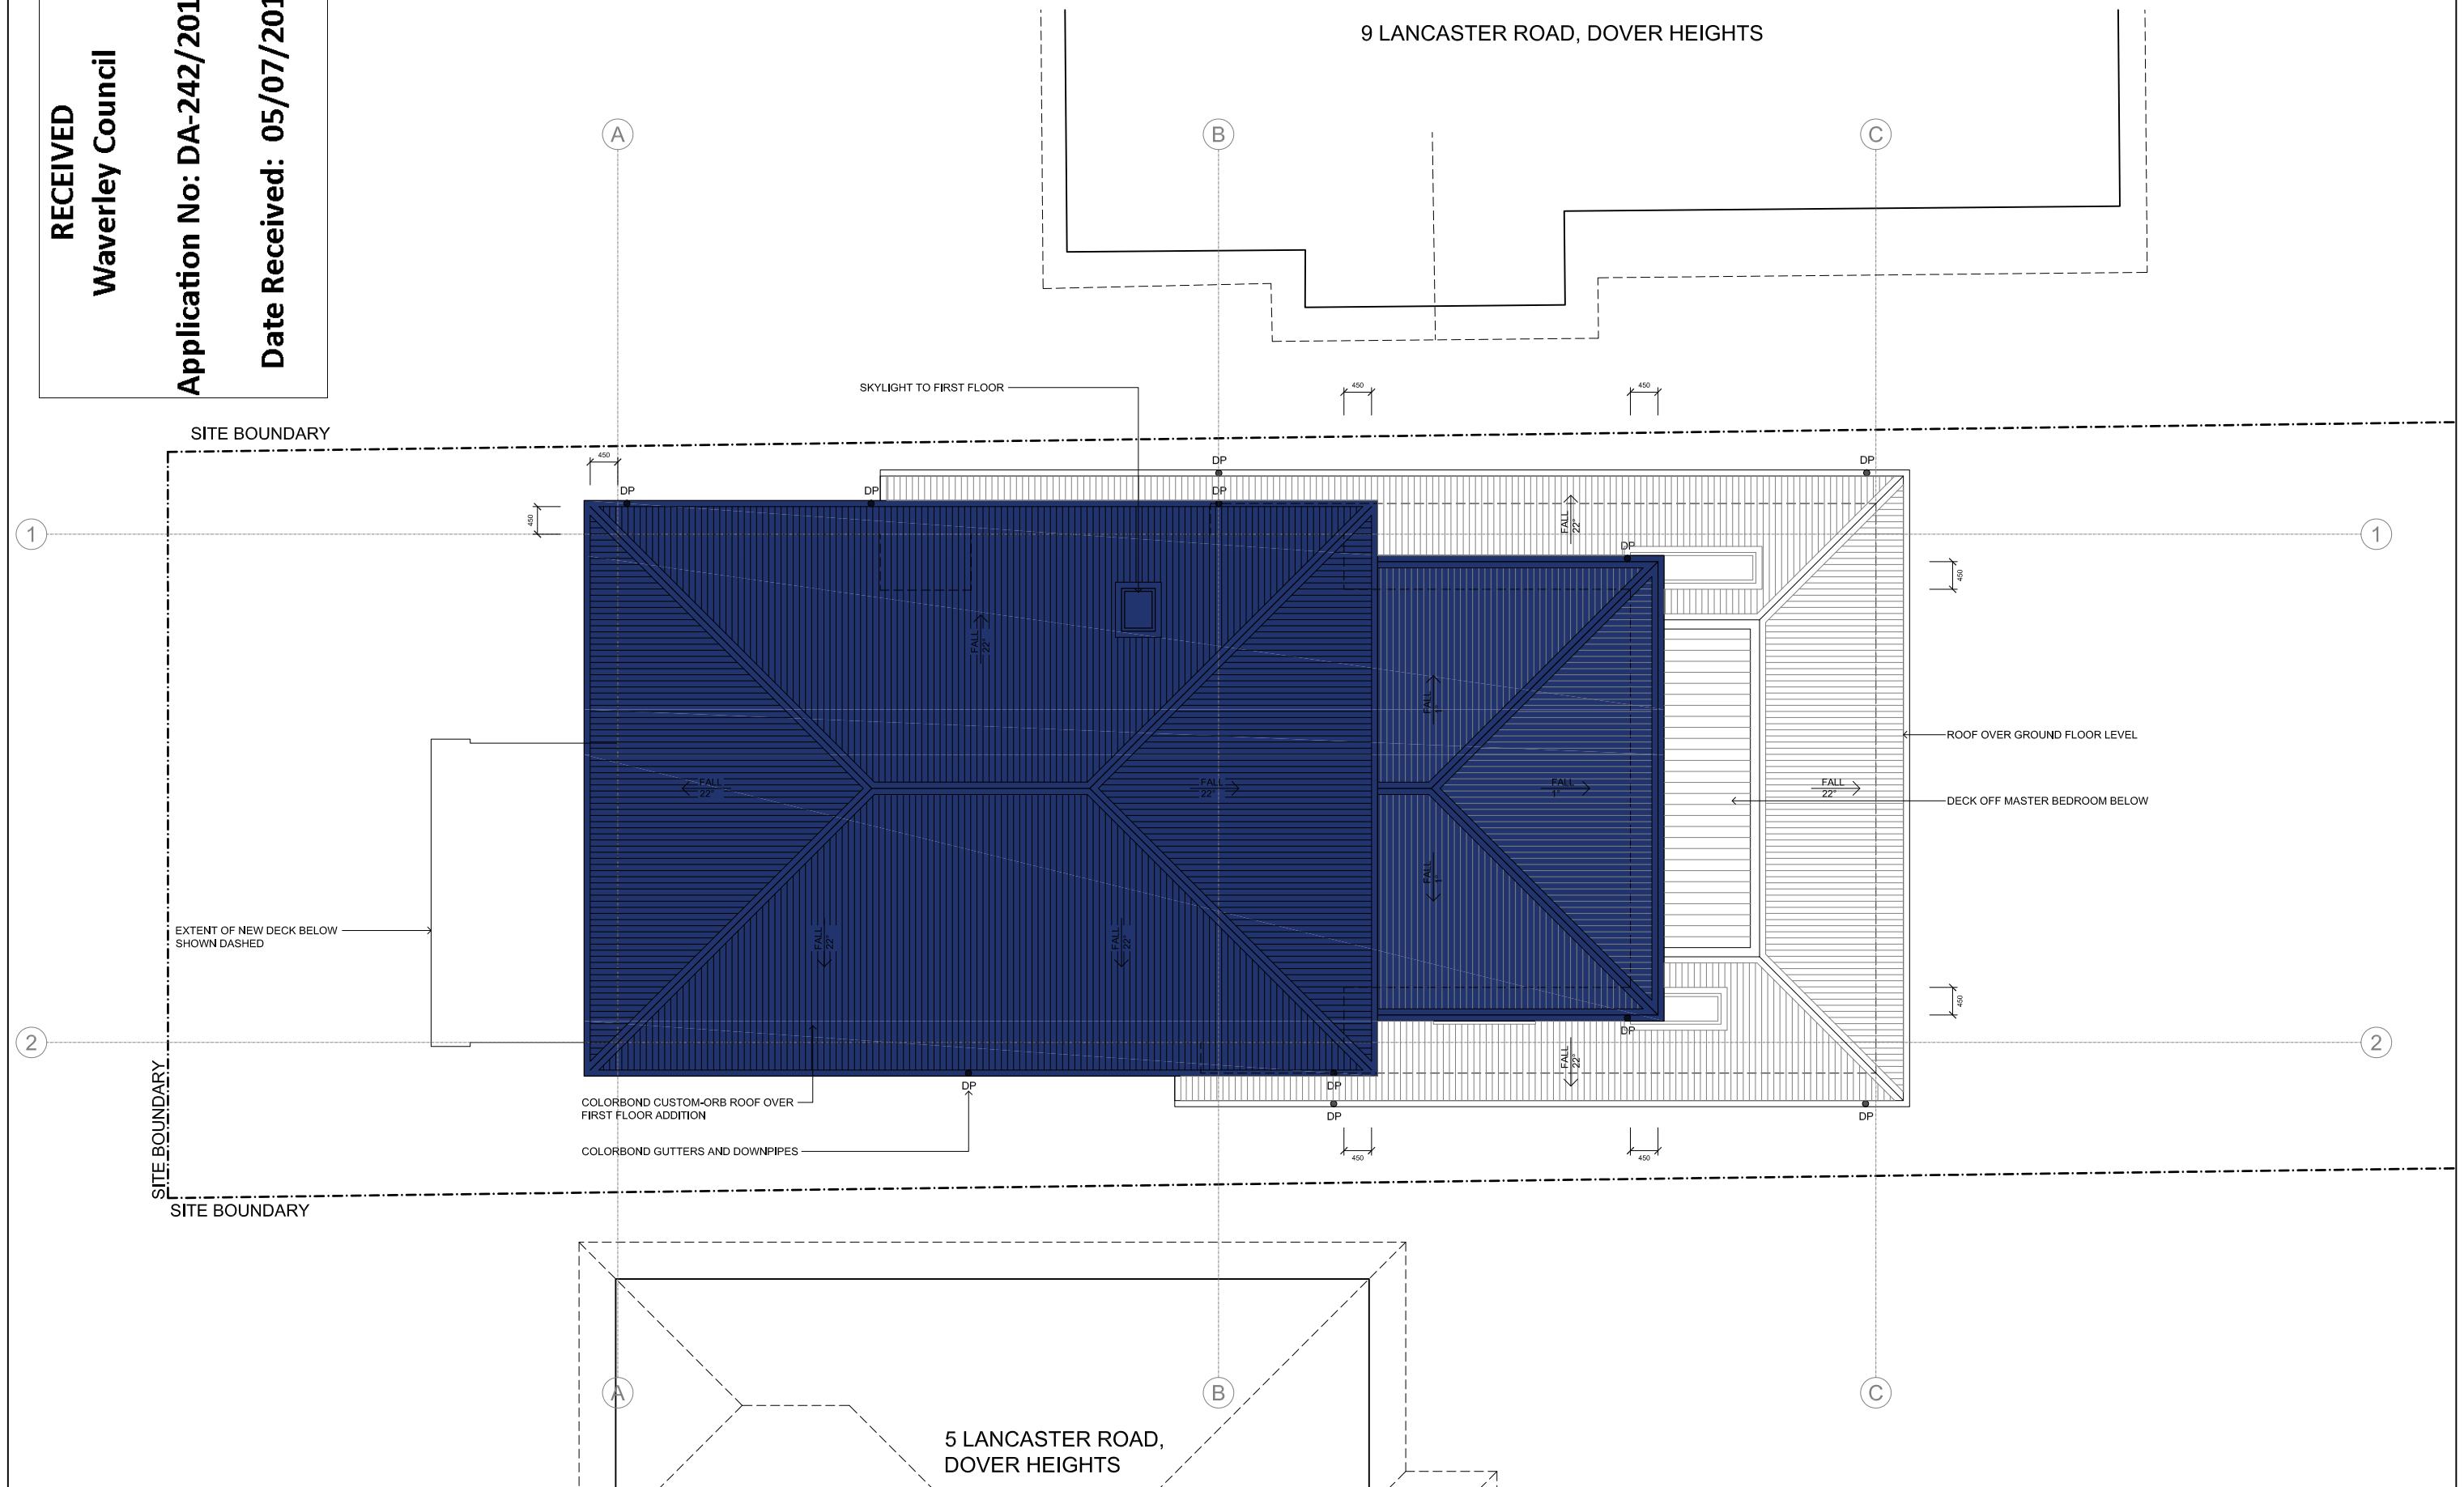 RECEIVED
Waverley Council
Application No: DA-242/201
Date Received: 05/07/201
9 LANCASTER ROAD, DOVER HEIGHTS
A
B
C
SKYLIGHT TO FIRST FLOOR
450
450
SITE BOUNDARY
450
DP
DP
DP
DP
DP
450
1
1
FALL
22°
DP
450
FALL
22°
FALL
1°
ROOF OVER GROUND FLOOR LEVEL
FALL
22°
FALL
22°
FALL
1°
FALL
22°
DECK OFF MASTER BEDROOM BELOW
FALL
1°
EXTENT OF NEW DECK BELOW
SHOWN DASHED
FALL
22°
FALL
22°
450
2
2
DP
FALL
22°
SITE BOUNDARY
COLORBOND CUSTOM-ORB ROOF OVER
FIRST FLOOR ADDITION
DP
DP
DP
DP
COLORBOND GUTTERS AND DOWNPIPES
450
450
SITE BOUNDARY
A
B
C
5 LANCASTER ROAD,
DOVER HEIGHTS